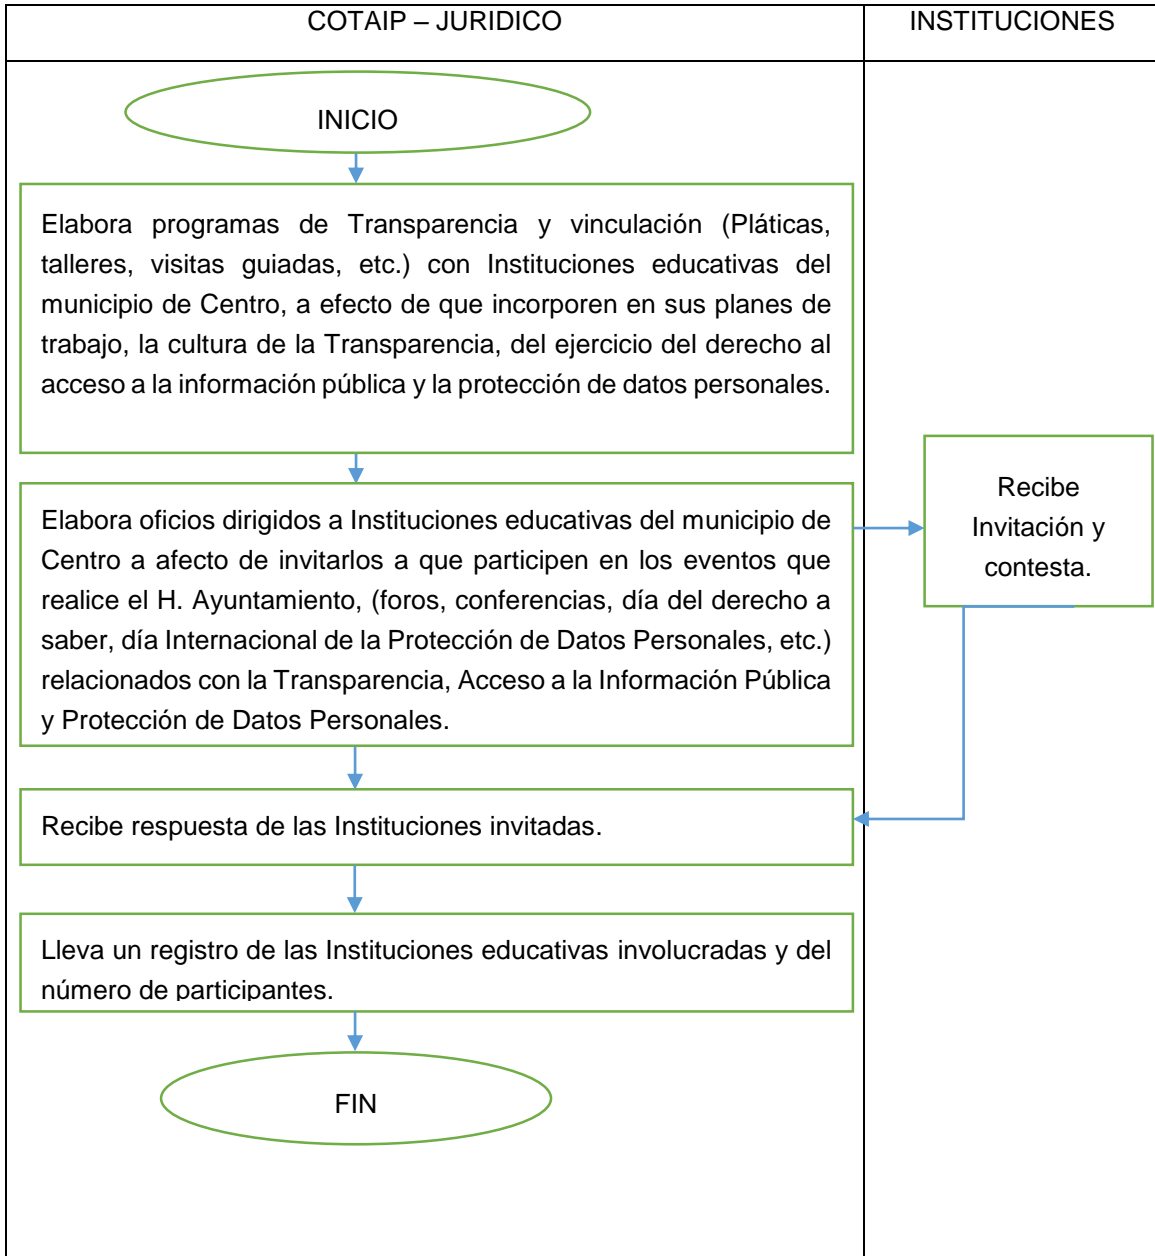 COTAIP – JURIDICO
INSTITUCIONES
INICIO
Elabora programas de Transparencia y vinculación (Pláticas,
talleres, visitas guiadas, etc.) con Instituciones educativas del
municipio de Centro, a efecto de que incorporen en sus planes de
trabajo, la cultura de la Transparencia, del ejercicio del derecho al
acceso a la información pública y la protección de datos personales.
Elabora oficios dirigidos a Instituciones educativas del municipio de
Centro a afecto de invitarlos a que participen en los eventos que
realice el H. Ayuntamiento, (foros, conferencias, día del derecho a
saber, día Internacional de la Protección de Datos Personales, etc.)
relacionados con la Transparencia, Acceso a la Información Pública
y Protección de Datos Personales.
Recibe
Invitación y
contesta.
Recibe respuesta de las Instituciones invitadas.
Lleva un registro de las Instituciones educativas involucradas y del
número de participantes.
FIN